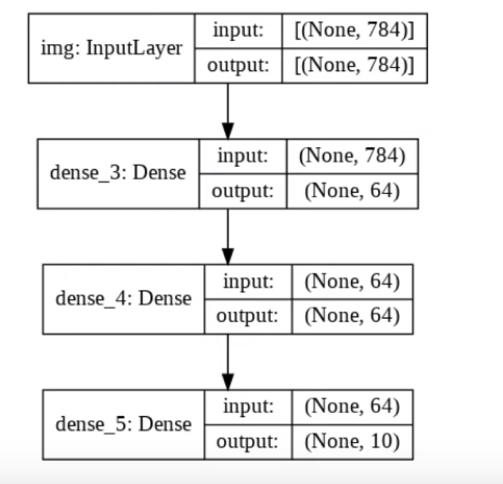 img: InputLayer
input: [(None, 784)]
output: [(None, 784)]
dense_3: Dense
input: (None, 784)
output: (None, 64)
dense_4: Dense
input: (None, 64)
output: (None, 64)
dense_5: Dense
input: (None, 64)
output: (None, 10)